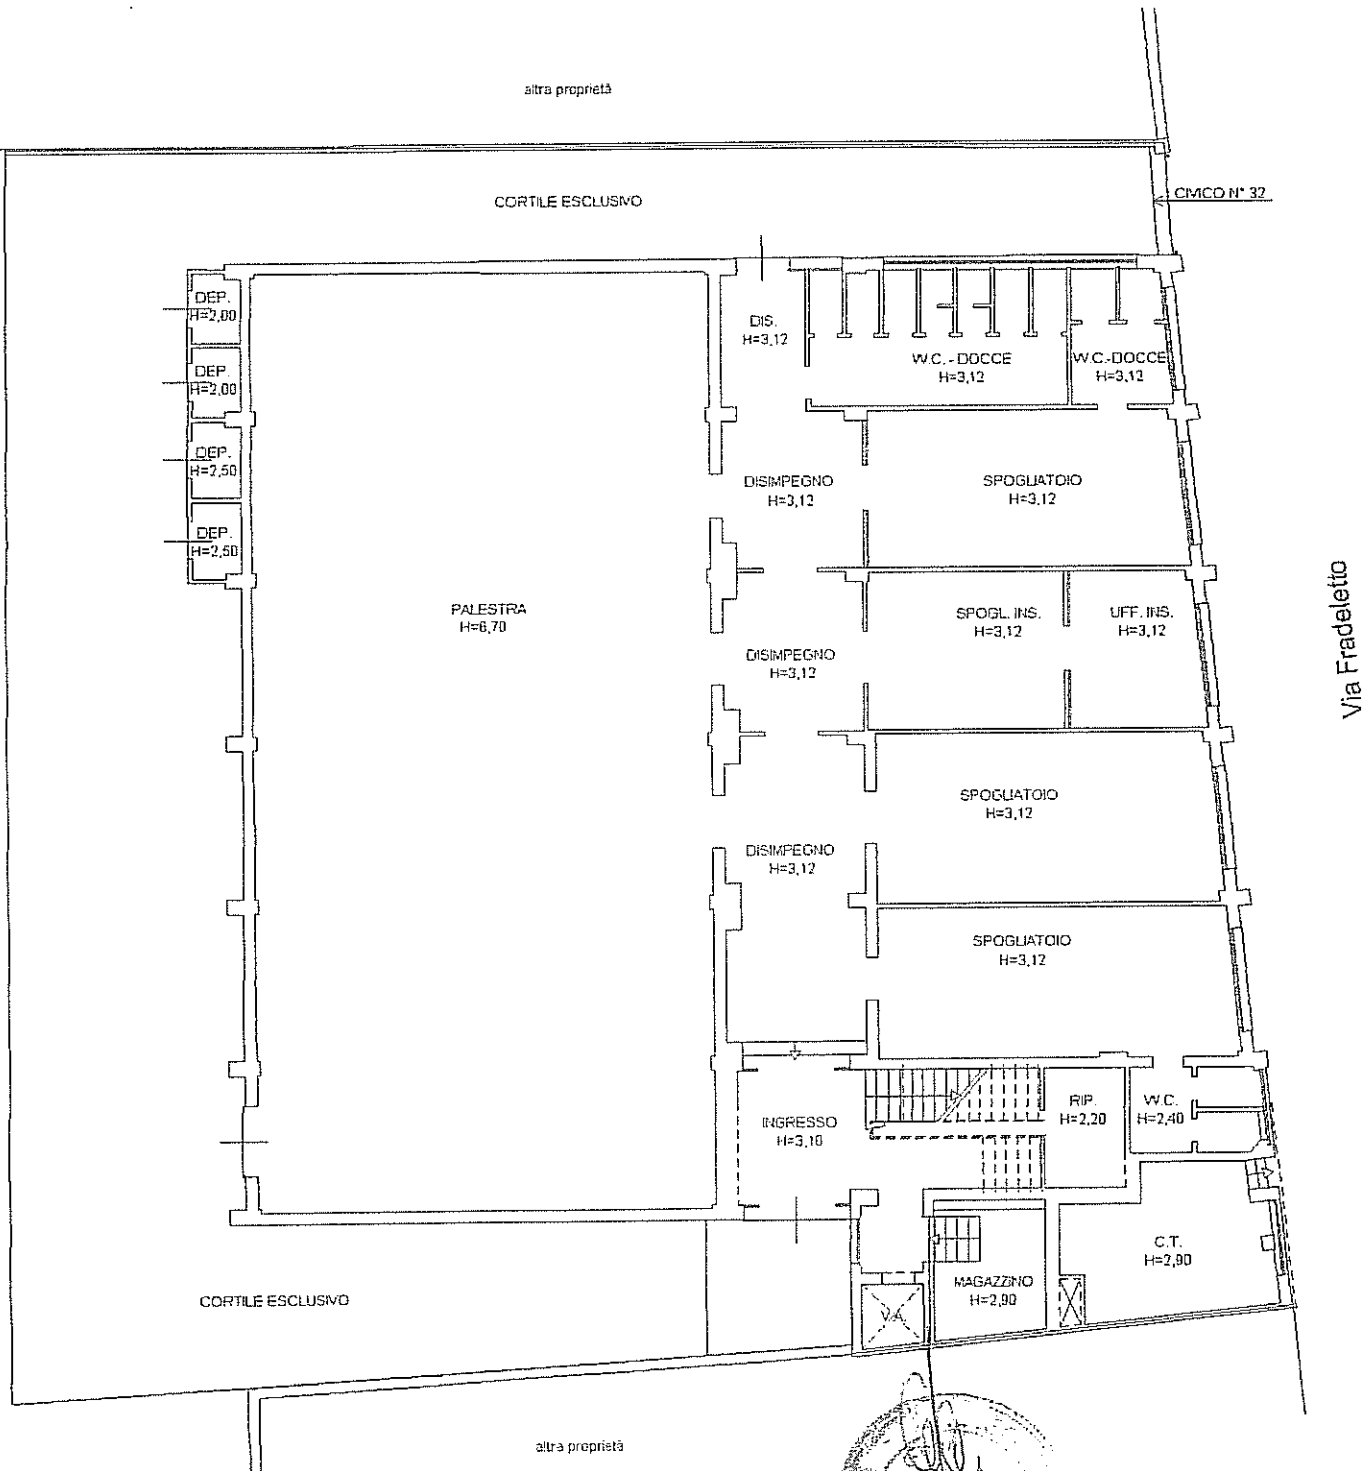 altra proprietà
CORTILE ESCLUSIVO
CIVICO N° 32
DEP.
H=2,00
DEP.
H=2,00
DEP.
H=2,50
DEP.
H=2,50
DIS.
H=3,12
W.C.-DOCCE
H=3,12
W.C.-DOCCE
H=3,12
DISIMPEGNO
H=3,12
SPOGLIATOIO
H=3,12
PALESTRA
H=6,70
DISIMPEGNO
H=3,12
SPOGL. INS.
H=3,12
UFF. INS.
H=3,12
Via Fradeletto
SPOGLIATOIO
H=3,12
DISIMPEGNO
H=3,12
SPOGLIATOIO
H=3,12
INGRESSO
H=3,10
RIP.
H=2,20
W.C.
H=2,40
C.T.
H=2,90
MAGAZZINO
H=2,90
V.A.
CORTILE ESCLUSIVO
altra proprietà